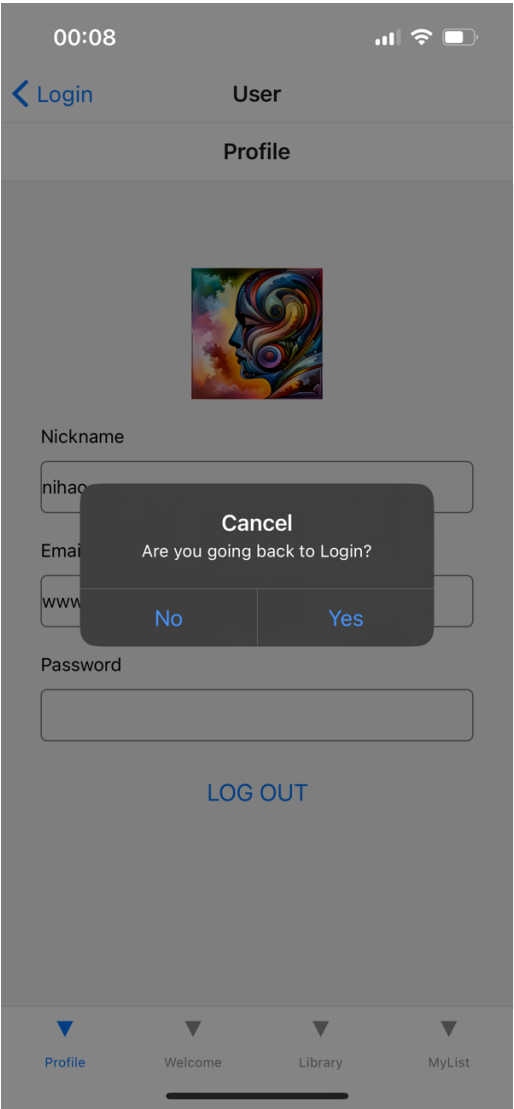 00:08
Login
User
Profile
Nickname
nihao
Cancel
Are you going back to Login?
Emai
www
No
Yes
Password
LOG OUT
Profile
Welcome
Library
MyList